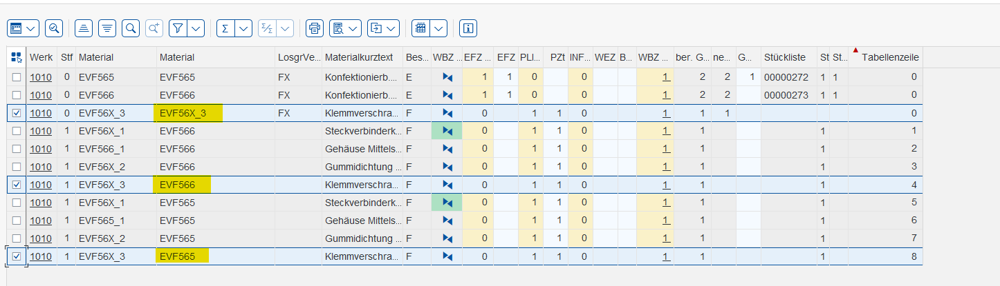 Werk Stf Material Material LosgrVe... Materialkurztext Bes... WBZ ... EFZ ... EFZ PLI... PZt INF... WEZ B... WBZ ... ber. G... ne... G... Stückliste St St... Tabellenzeile
1010 0 EVF565 EVF565 FX Konfektionierb.... E 1 1 0 0 1 2 2 1 00000272 1 1 0
1010 0 EVF566 EVF566 FX Konfektionierb.... E 1 1 0 0 1 2 2 00000273 1 1 0
1010 0 EVF56X_3 EVF56X_3 FX Klemmverschra... F 0 1 1 0 1 1 1 0
1010 1 EVF56X_1 EVF566 Steckverbinderk... F 0 1 1 0 1 1 1 1
1010 1 EVF566_1 EVF566 Gehäuse Mittels... F 0 1 1 0 1 1 1 2
1010 1 EVF56X_2 EVF566 Gummidichtung ... F 0 1 1 0 1 1 1 3
1010 1 EVF56X_3 EVF566 Klemmverschra... F 0 1 1 0 1 1 1 4
1010 1 EVF56X_1 EVF565 Steckverbinderk... F 0 1 1 0 1 1 1 5
1010 1 EVF565_1 EVF565 Gehäuse Mittels... F 0 1 1 0 1 1 1 6
1010 1 EVF56X_2 EVF565 Gummidichtung ... F 0 1 1 0 1 1 1 7
1010 1 EVF56X_3 EVF565 Klemmverschra... F 0 1 1 0 1 1 1 8